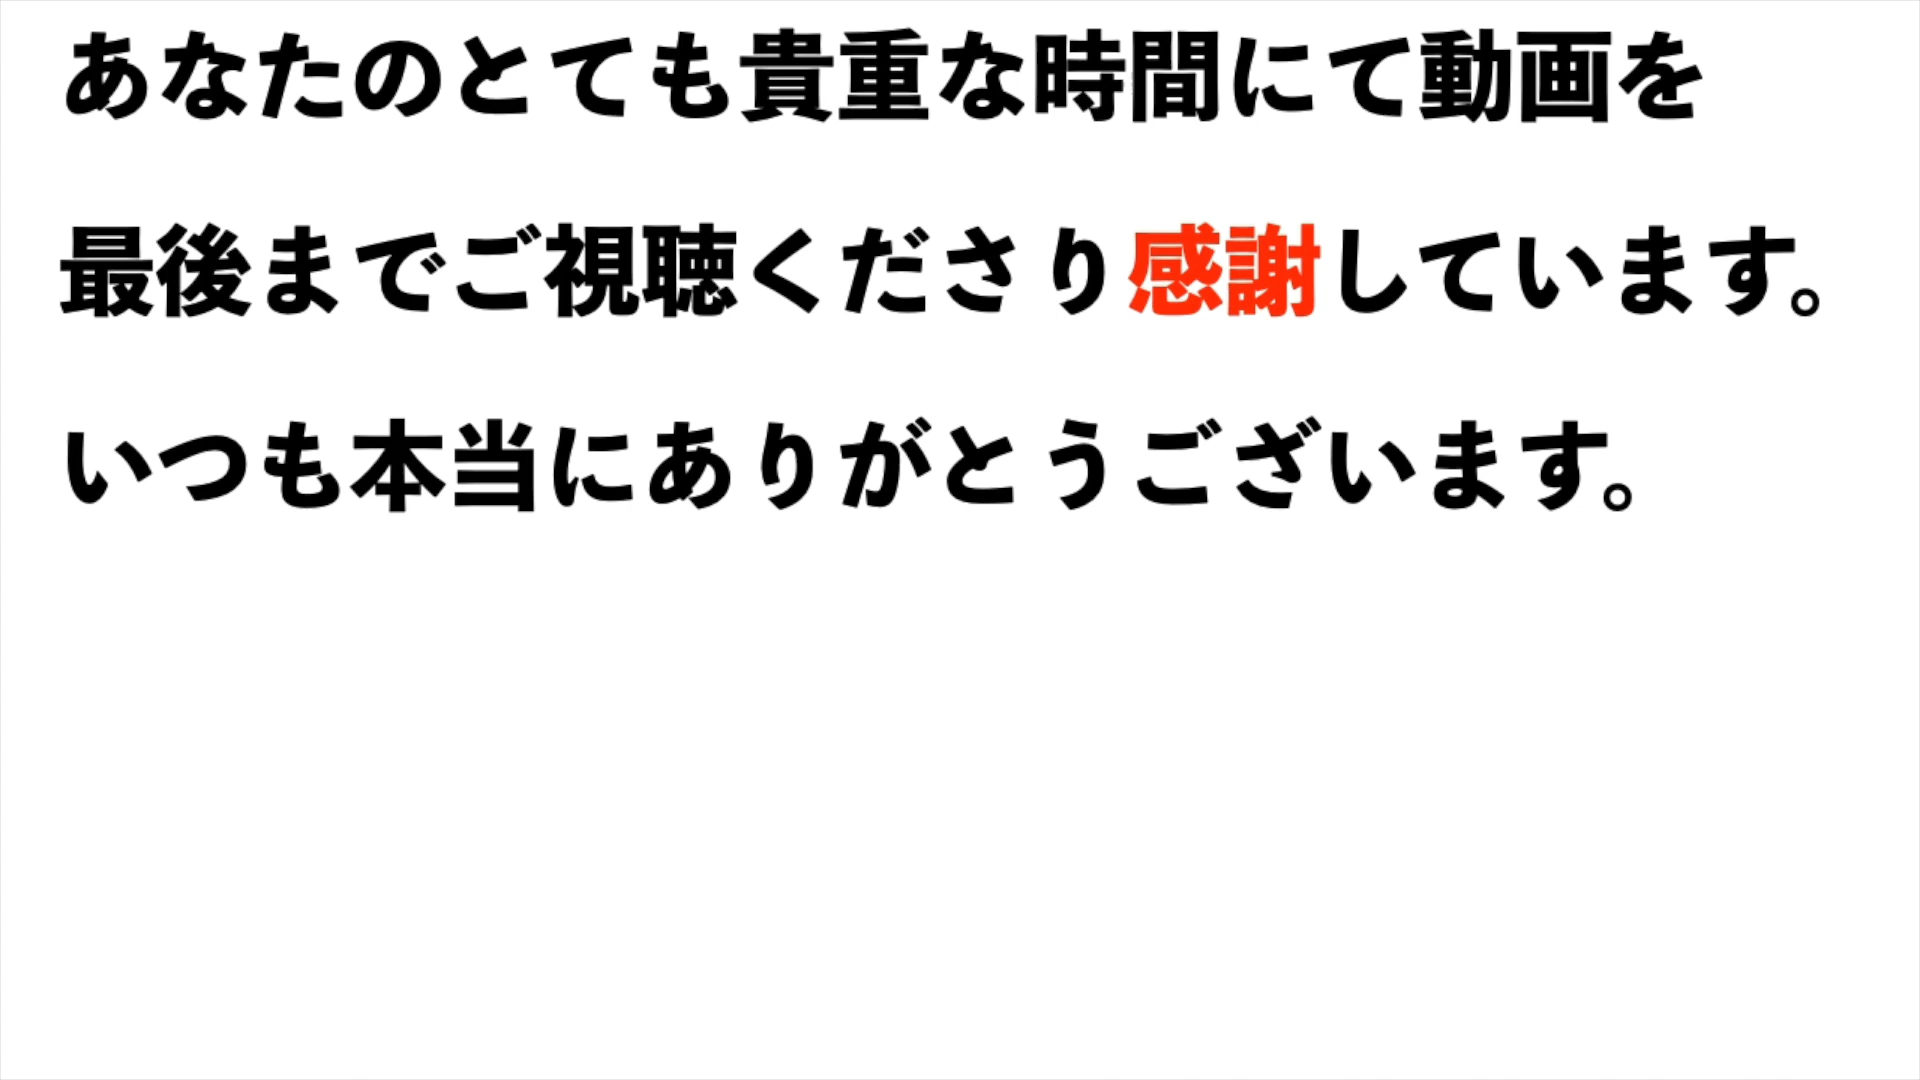 あなたのとても貴重な時間にて動画を
最後までご視聴くださり感謝しています。
いつも本当にありがとうございます。